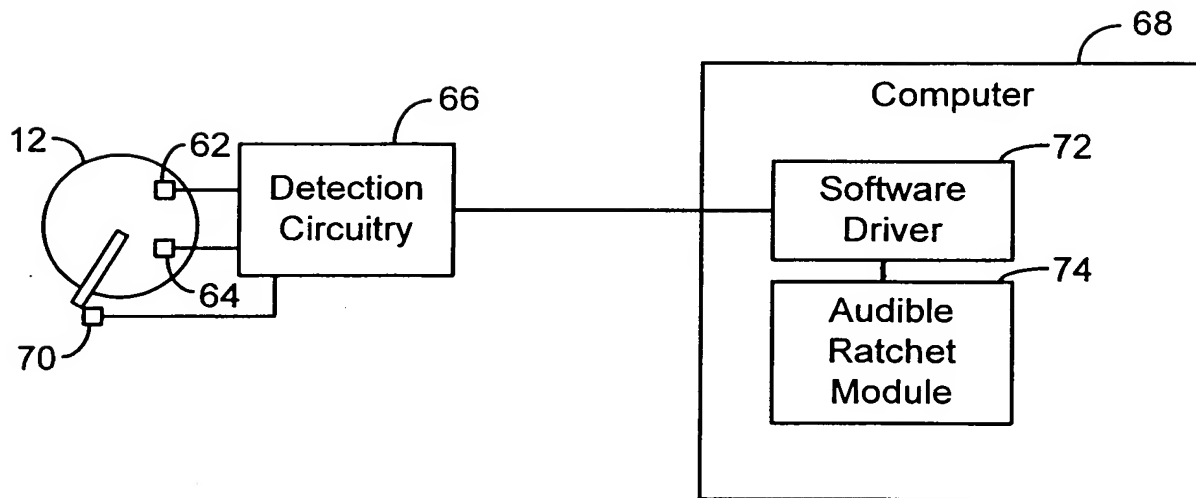 68
Computer
66
12
62
72
Detection
Circuitry
Software
Driver
64
74
70
Audible
Ratchet
Module